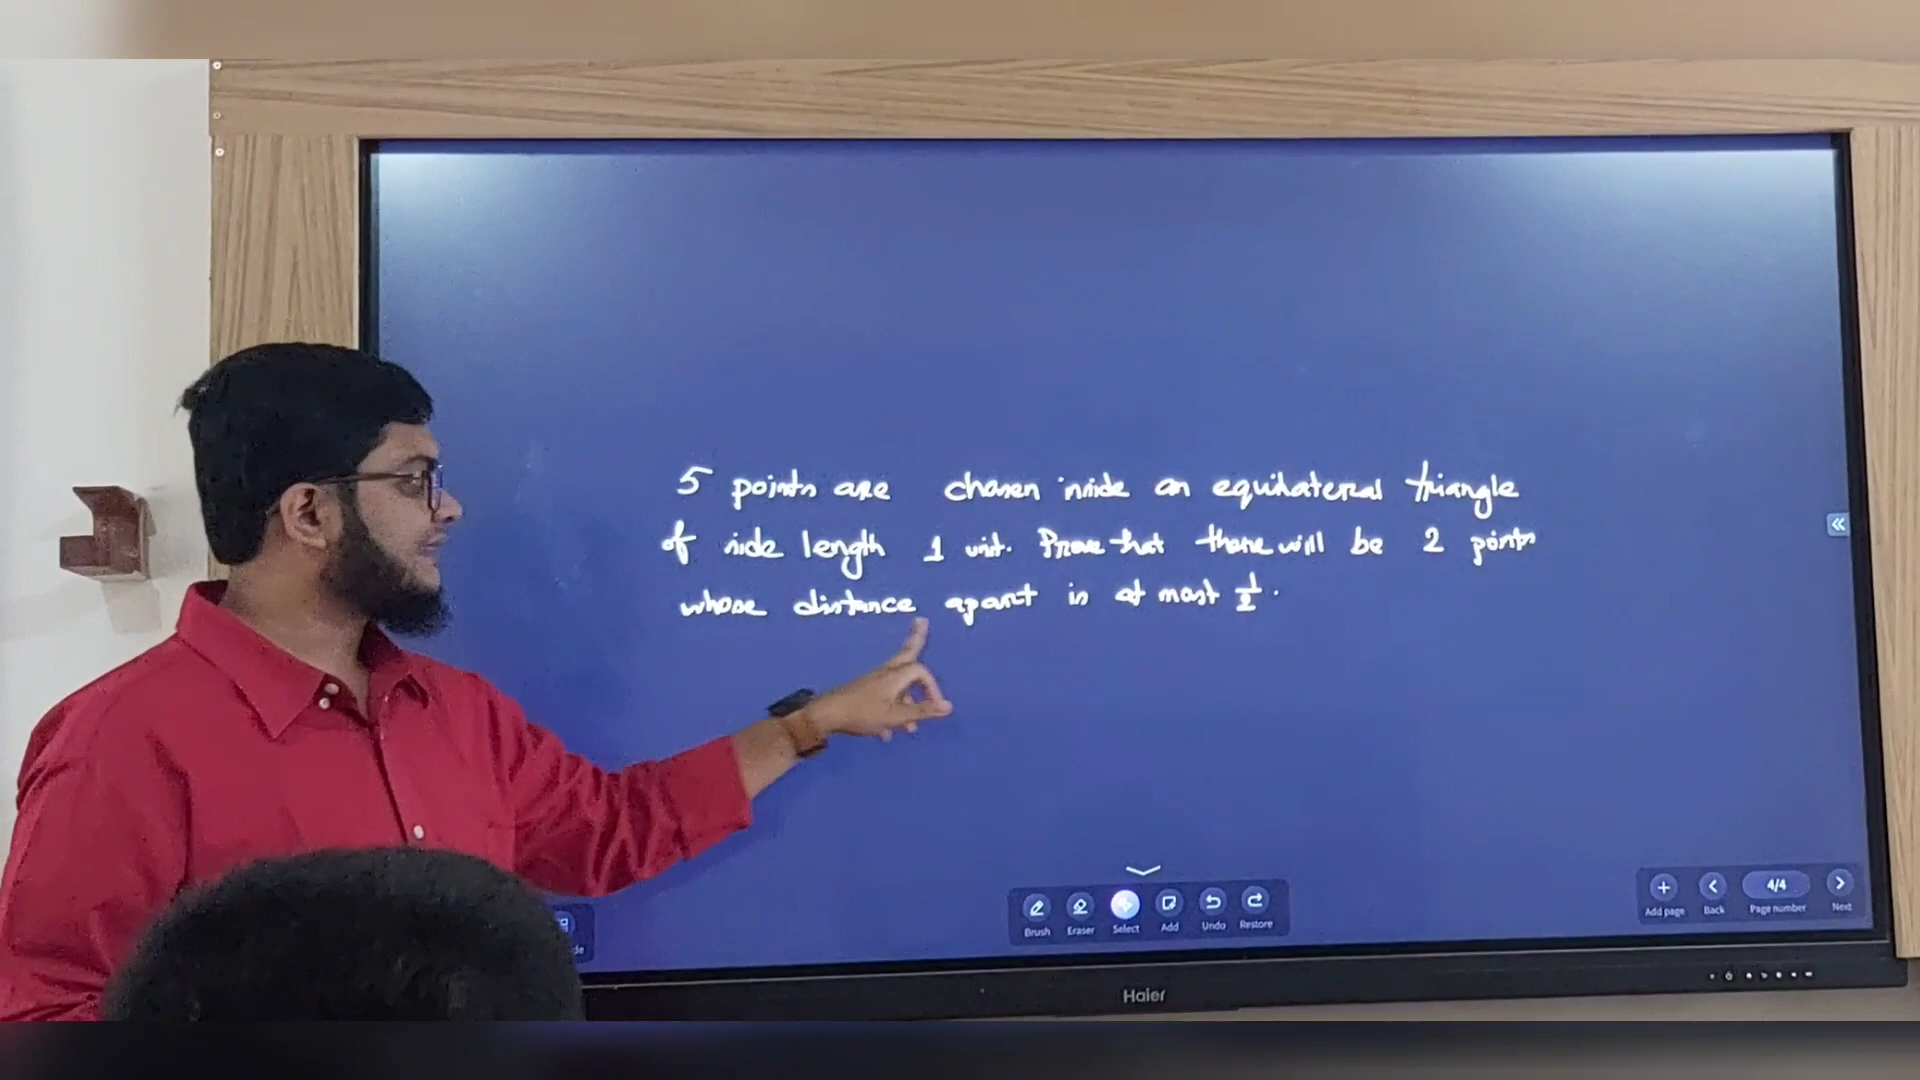 5 points are chosen inside an equilateral triangle
of side length 1 unit. Prove that there will be 2 points
whose distance apart is at most 1/2.
Brush Eraser Select Add Undo Restore
Add page Back 4/4 Page number Next
Haier